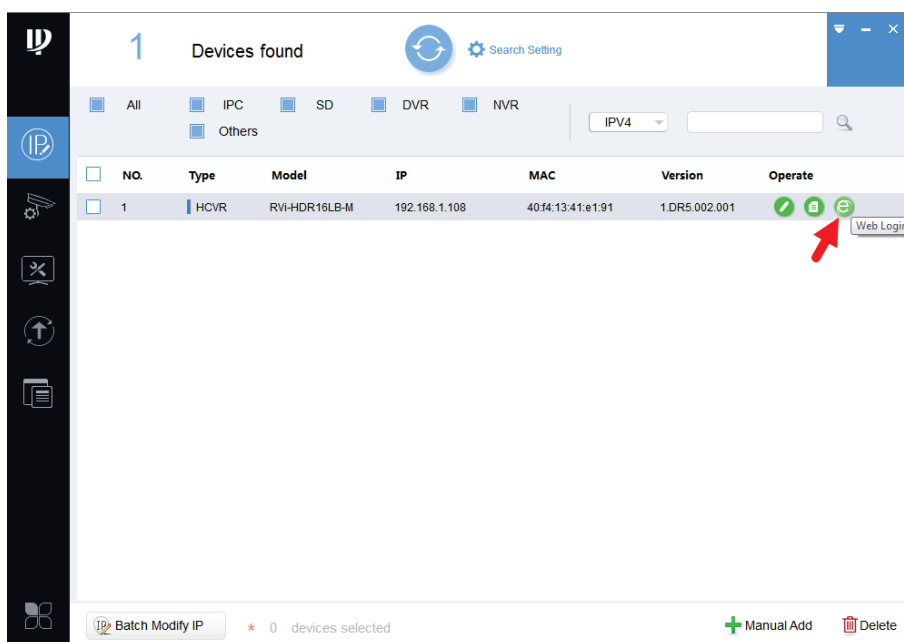 1 Devices found Search Setting
All IPC SD DVR NVR
Others
IPV4
NO. Type Model IP MAC Version Operate
1 HCVR RVi-HDR16LB-M 192.168.1.108 40:f4:13:41:e1:91 1.DR5.002.001
Web Login
Batch Modify IP * 0 devices selected Manual Add Delete